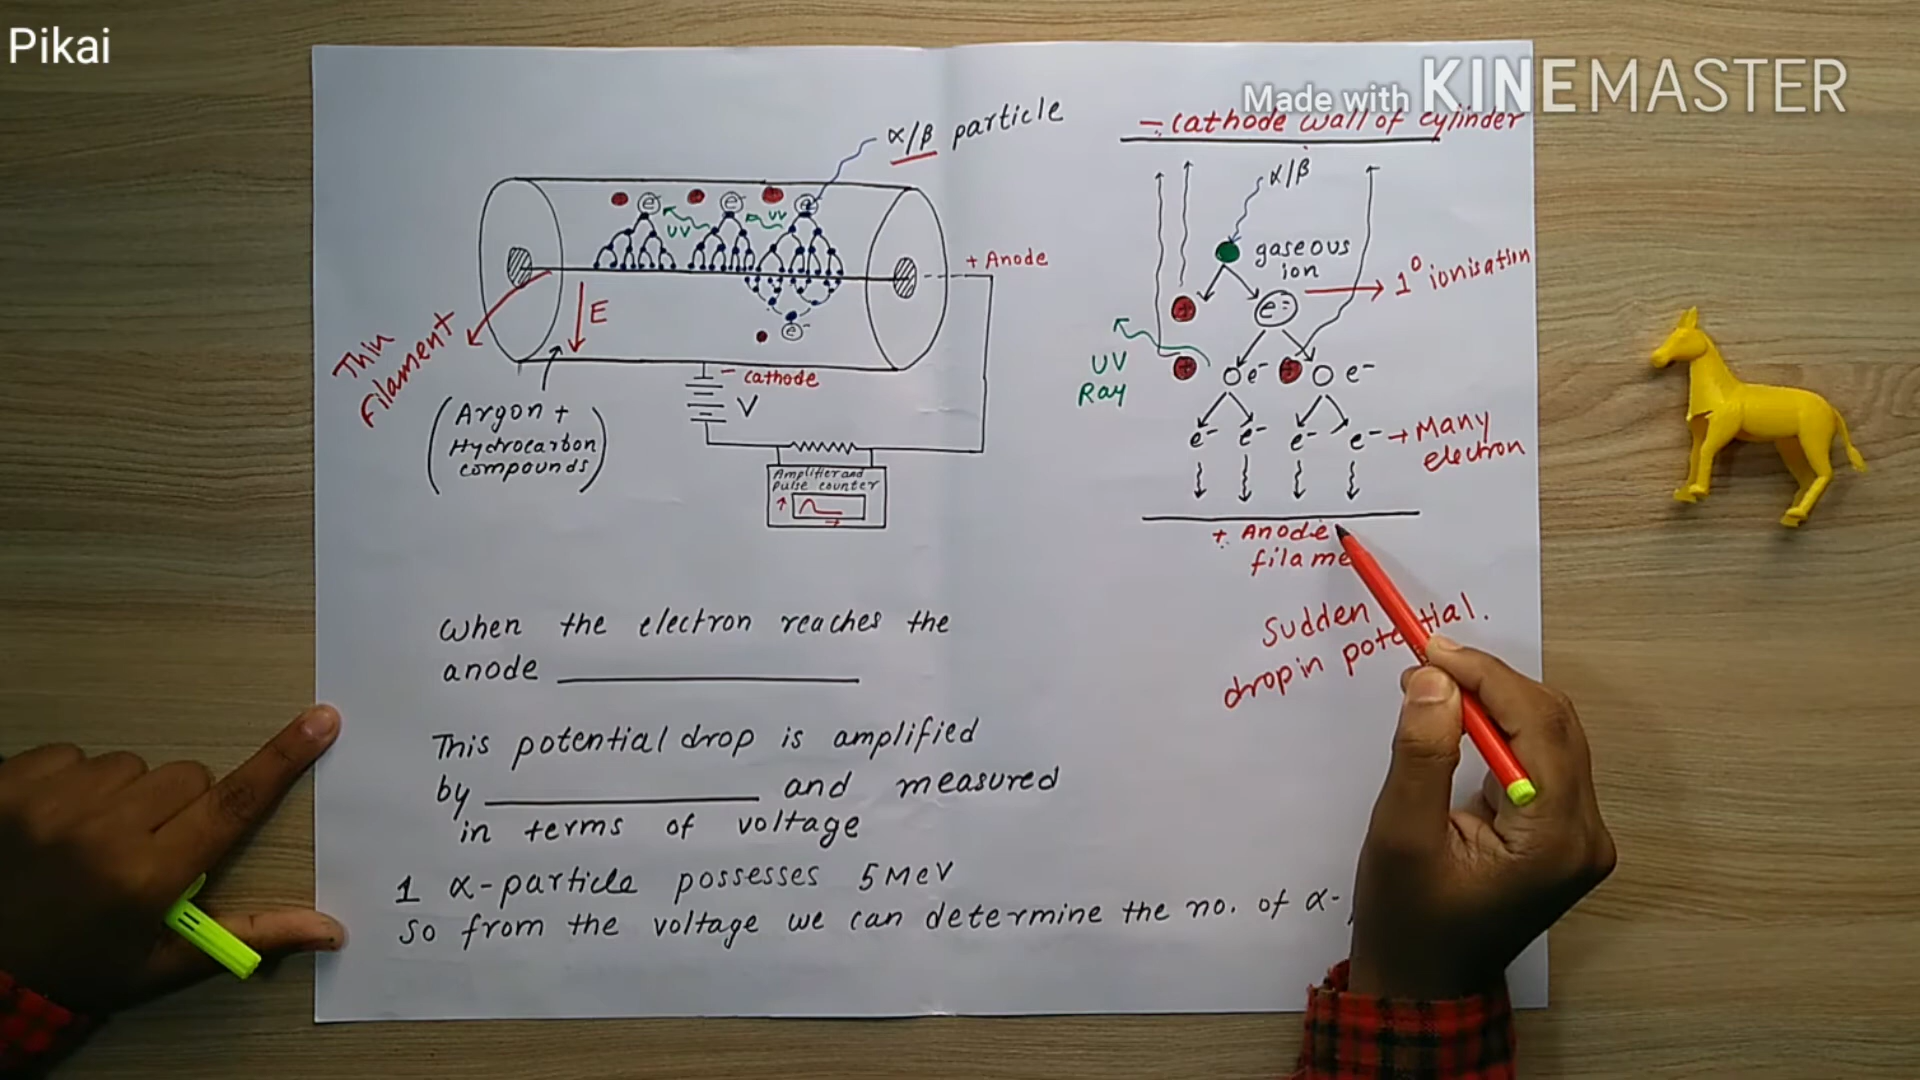 Pikai
Made with KINEMASTER
- cathode wall of cylinder
α/β particle
α/β
e⁻
e⁻
UV
UV
gaseous
ion
1° ionisation
+ Anode
e⁻
+
E
Thin
Filament
UV
Ray
+
e⁻
e⁻
e⁻
- cathode
V
(Argon +
Hydrocarbon
compounds)
e⁻ e⁻ e⁻ e⁻ → Many
electron
Amplifier and
pulse counter
+ Anode
filame
Sudden
drop in potential.
When the electron reaches the
anode
This potential drop is amplified
by and measured
in terms of voltage
1 α-particle possesses 5MeV
So from the voltage we can determine the no. of α-